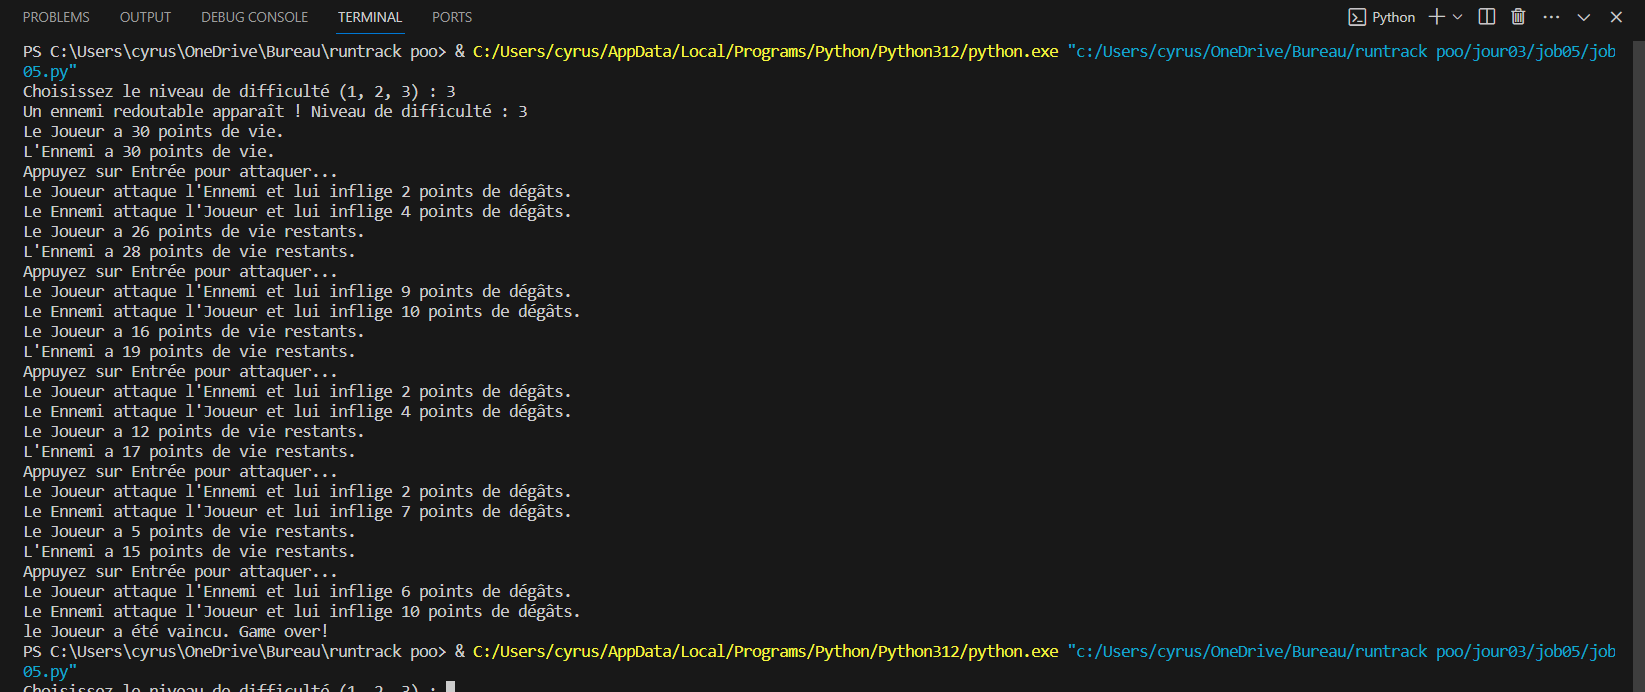 PROBLEMS OUTPUT DEBUG CONSOLE TERMINAL PORTS Python
PS C:\Users\cyrus\OneDrive\Bureau\runtrack poo> & C:/Users/cyrus/AppData/Local/Programs/Python/Python312/python.exe "c:/Users/cyrus/OneDrive/Bureau/runtrack poo/jour03/job05/job
05.py"
Choisissez le niveau de difficulté (1, 2, 3) : 3
Un ennemi redoutable apparaît ! Niveau de difficulté : 3
Le Joueur a 30 points de vie.
L'Ennemi a 30 points de vie.
Appuyez sur Entrée pour attaquer...
Le Joueur attaque l'Ennemi et lui inflige 2 points de dégâts.
Le Ennemi attaque l'Joueur et lui inflige 4 points de dégâts.
Le Joueur a 26 points de vie restants.
L'Ennemi a 28 points de vie restants.
Appuyez sur Entrée pour attaquer...
Le Joueur attaque l'Ennemi et lui inflige 9 points de dégâts.
Le Ennemi attaque l'Joueur et lui inflige 10 points de dégâts.
Le Joueur a 16 points de vie restants.
L'Ennemi a 19 points de vie restants.
Appuyez sur Entrée pour attaquer...
Le Joueur attaque l'Ennemi et lui inflige 2 points de dégâts.
Le Ennemi attaque l'Joueur et lui inflige 4 points de dégâts.
Le Joueur a 12 points de vie restants.
L'Ennemi a 17 points de vie restants.
Appuyez sur Entrée pour attaquer...
Le Joueur attaque l'Ennemi et lui inflige 2 points de dégâts.
Le Ennemi attaque l'Joueur et lui inflige 7 points de dégâts.
Le Joueur a 5 points de vie restants.
L'Ennemi a 15 points de vie restants.
Appuyez sur Entrée pour attaquer...
Le Joueur attaque l'Ennemi et lui inflige 6 points de dégâts.
Le Ennemi attaque l'Joueur et lui inflige 10 points de dégâts.
le Joueur a été vaincu. Game over!
PS C:\Users\cyrus\OneDrive\Bureau\runtrack poo> & C:/Users/cyrus/AppData/Local/Programs/Python/Python312/python.exe "c:/Users/cyrus/OneDrive/Bureau/runtrack poo/jour03/job05/job
05.py"
Choisissez le niveau de difficulté (1, 2, 3) :